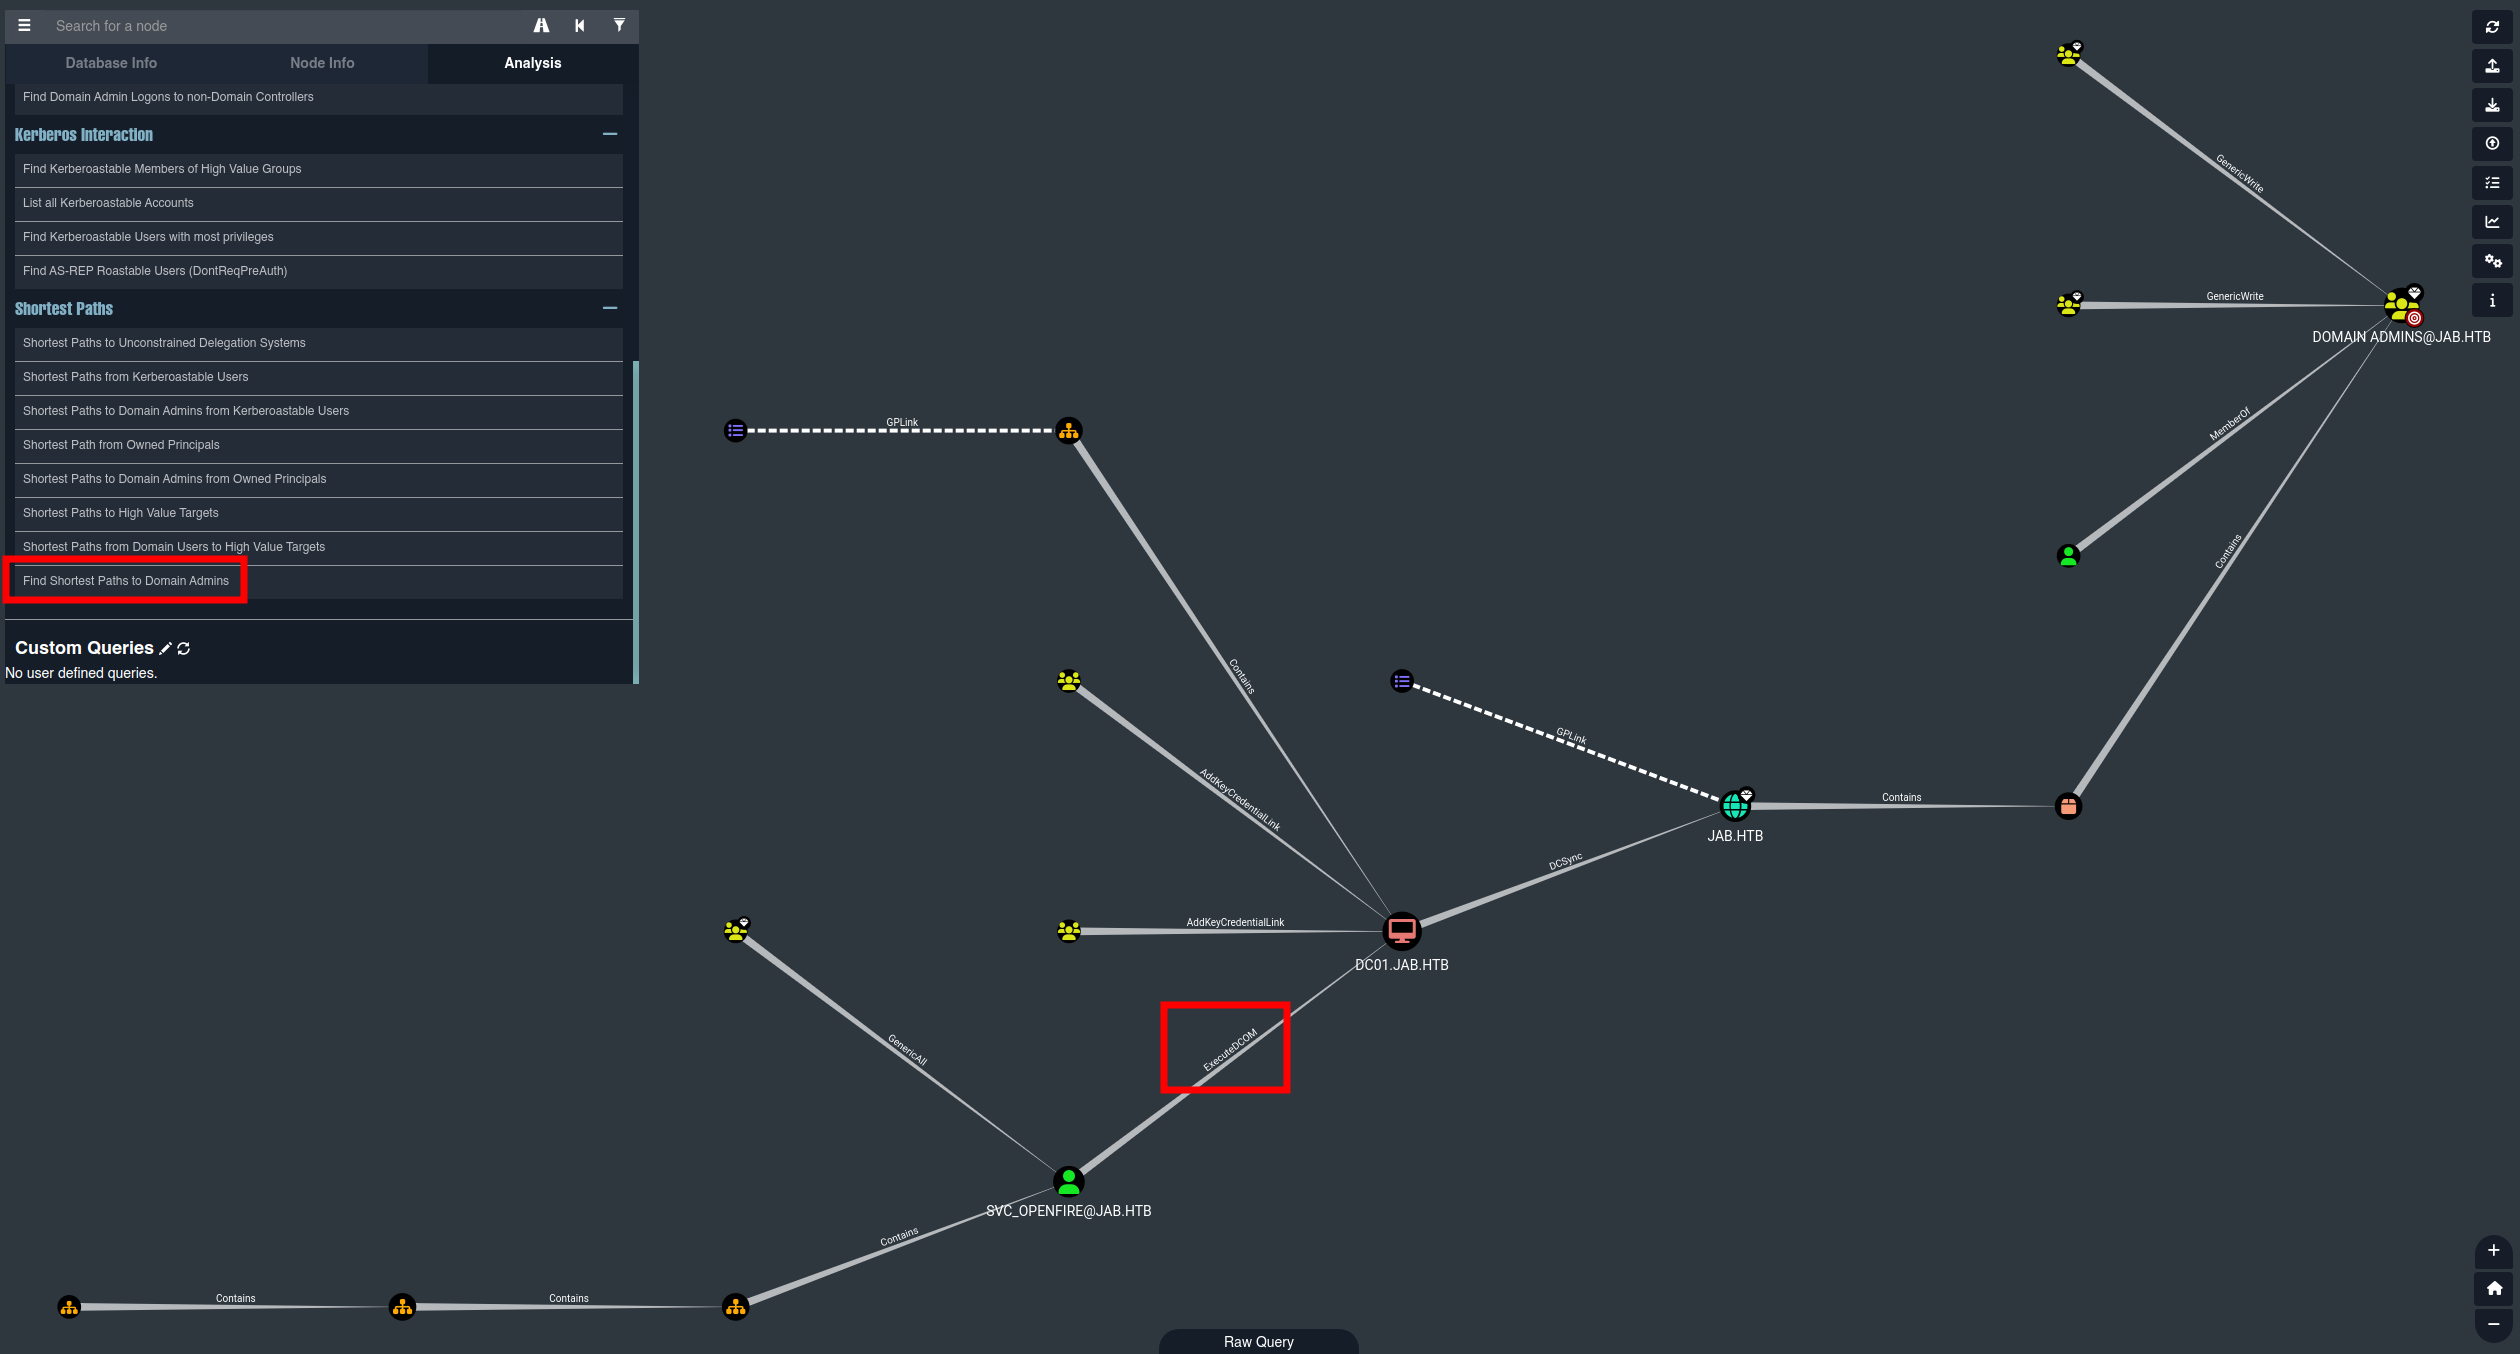 Search for a node
Database Info
Node Info
Analysis
Find Domain Admin Logons to non-Domain Controllers
Kerberos Interaction
Find Kerberoastable Members of High Value Groups
List all Kerberoastable Accounts
Find Kerberoastable Users with most privileges
Find AS-REP Roastable Users (DontReqPreAuth)
Shortest Paths
Shortest Paths to Unconstrained Delegation Systems
Shortest Paths from Kerberoastable Users
Shortest Paths to Domain Admins from Kerberoastable Users
Shortest Path from Owned Principals
Shortest Paths to Domain Admins from Owned Principals
Shortest Paths to High Value Targets
Shortest Paths from Domain Users to High Value Targets
Find Shortest Paths to Domain Admins
Custom Queries
No user defined queries.
GenericWrite
GenericWrite
DOMAIN ADMINS@JAB.HTB
MemberOf
GPLink
Contains
Contains
AddKeyCredentialLink
GPLink
Contains
JAB.HTB
DCSync
AddKeyCredentialLink
DC01.JAB.HTB
GenericAll
ExecuteDCOM
SVC_OPENFIRE@JAB.HTB
Contains
Contains
Contains
Raw Query